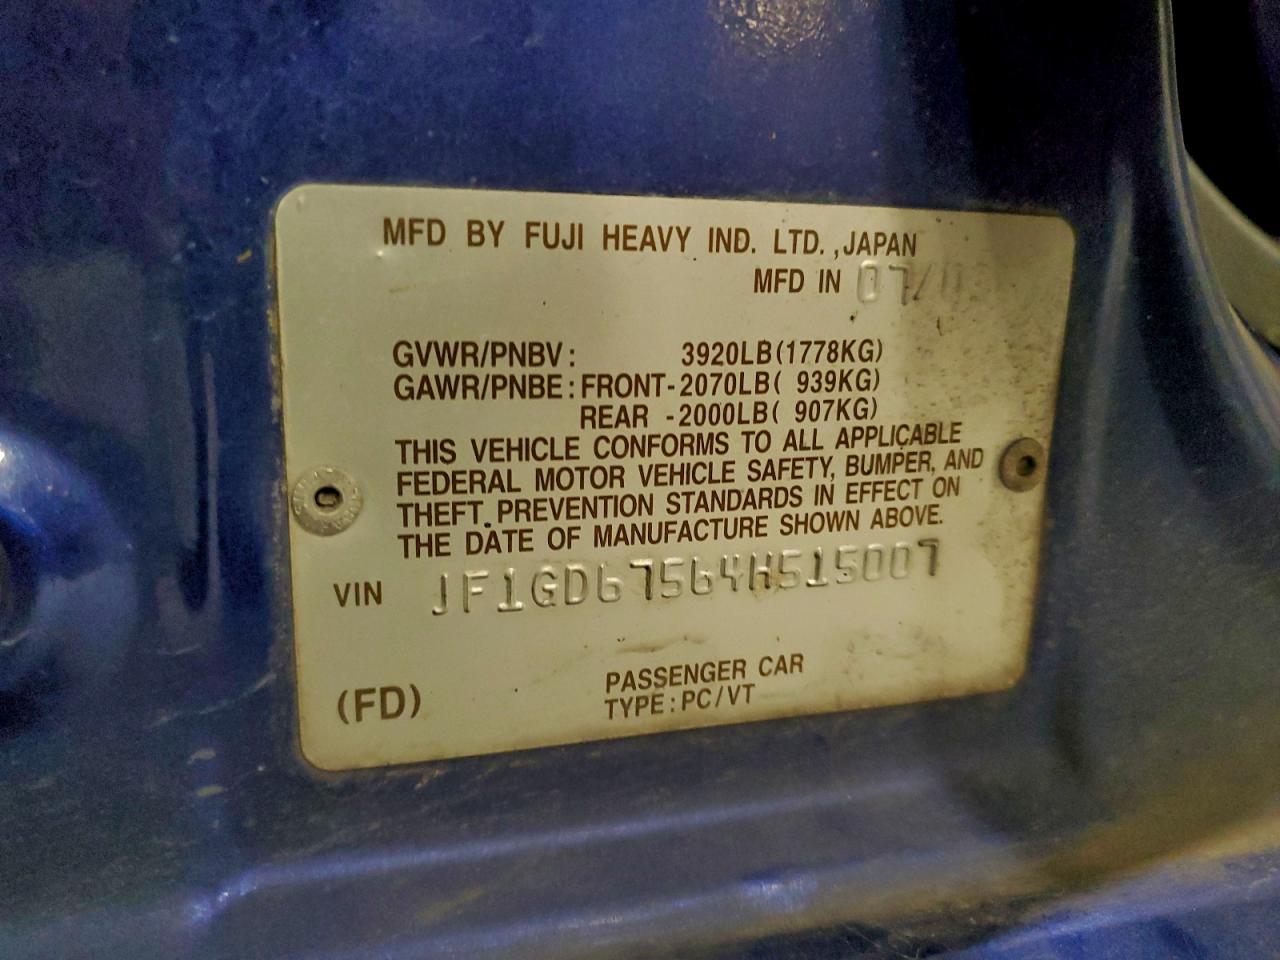 MFD BY FUJI HEAVY IND. LTD.,JAPAN
MFD IN 07/03
GVWR/PNBV: 3920LB(1778KG)
GAWR/PNBE: FRONT-2070LB( 939KG)
REAR -2000LB( 907KG)
THIS VEHICLE CONFORMS TO ALL APPLICABLE
FEDERAL MOTOR VEHICLE SAFETY, BUMPER, AND
THEFT PREVENTION STANDARDS IN EFFECT ON
THE DATE OF MANUFACTURE SHOWN ABOVE.
VIN JF1GD67564H515007
PASSENGER CAR
(FD) TYPE:PC/VT